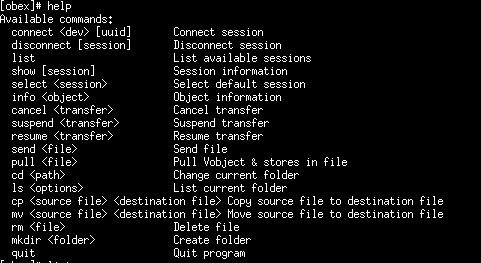 [obex]# help
Available commands:
connect <dev> [uuid] Connect session
disconnect [session] Disconnect session
list List available sessions
show [session] Session information
select <session> Select default session
info <object> Object information
cancel <transfer> Cancel transfer
suspend <transfer> Suspend transfer
resume <transfer> Resume transfer
send <file> Send file
pull <file> Pull Vobject & stores in file
cd <path> Change current folder
ls <options> List current folder
cp <source file> <destination file> Copy source file to destination file
mv <source file> <destination file> Move source file to destination file
rm <file> Delete file
mkdir <folder> Create folder
quit Quit program